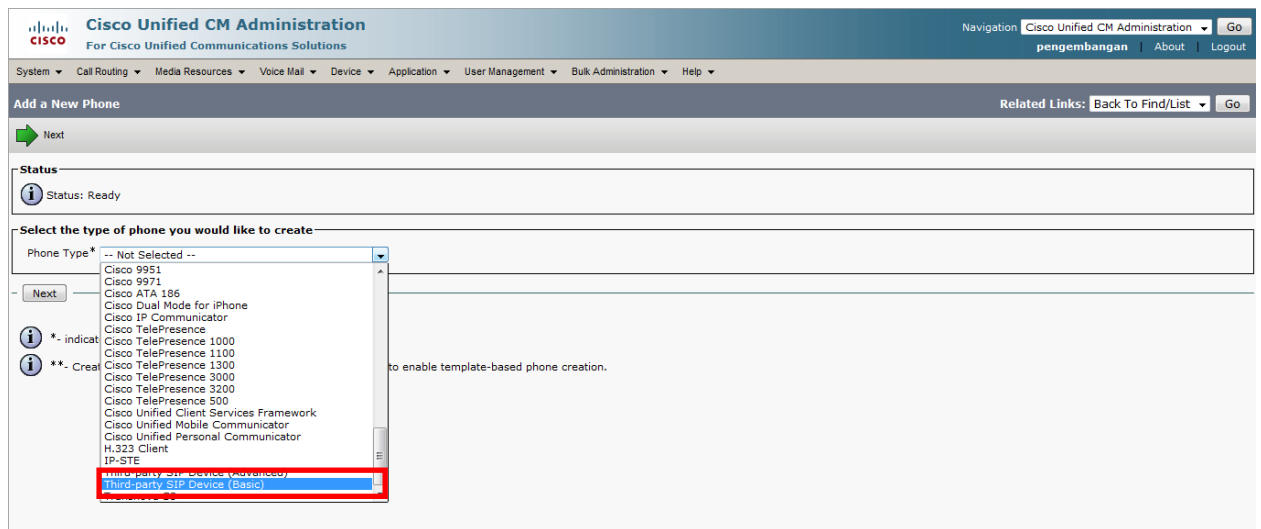 Cisco Unified CM Administration
CISCO
For Cisco Unified Communications Solutions
Navigation Cisco Unified CM Administration Go
pengembangan | About | Logout
System Call Routing Media Resources Voice Mail Device Application User Management Bulk Administration Help
Add a New Phone
Related Links: Back To Find/List Go
Next
Status
Status: Ready
Select the type of phone you would like to create
Phone Type* -- Not Selected --
Cisco 9951
Cisco 9971
Cisco ATA 186
Cisco Dual Mode for iPhone
Cisco IP Communicator
Cisco TelePresence
Cisco TelePresence 1000
Cisco TelePresence 1100
Cisco TelePresence 1300
Cisco TelePresence 3000
Cisco TelePresence 3200
Cisco TelePresence 500
Cisco Unified Client Services Framework
Cisco Unified Mobile Communicator
Cisco Unified Personal Communicator
H.323 Client
IP-STE
Third-party SIP Device (Advanced)
Third-party SIP Device (Basic)
Next
*- indicat
**- Creat
to enable template-based phone creation.